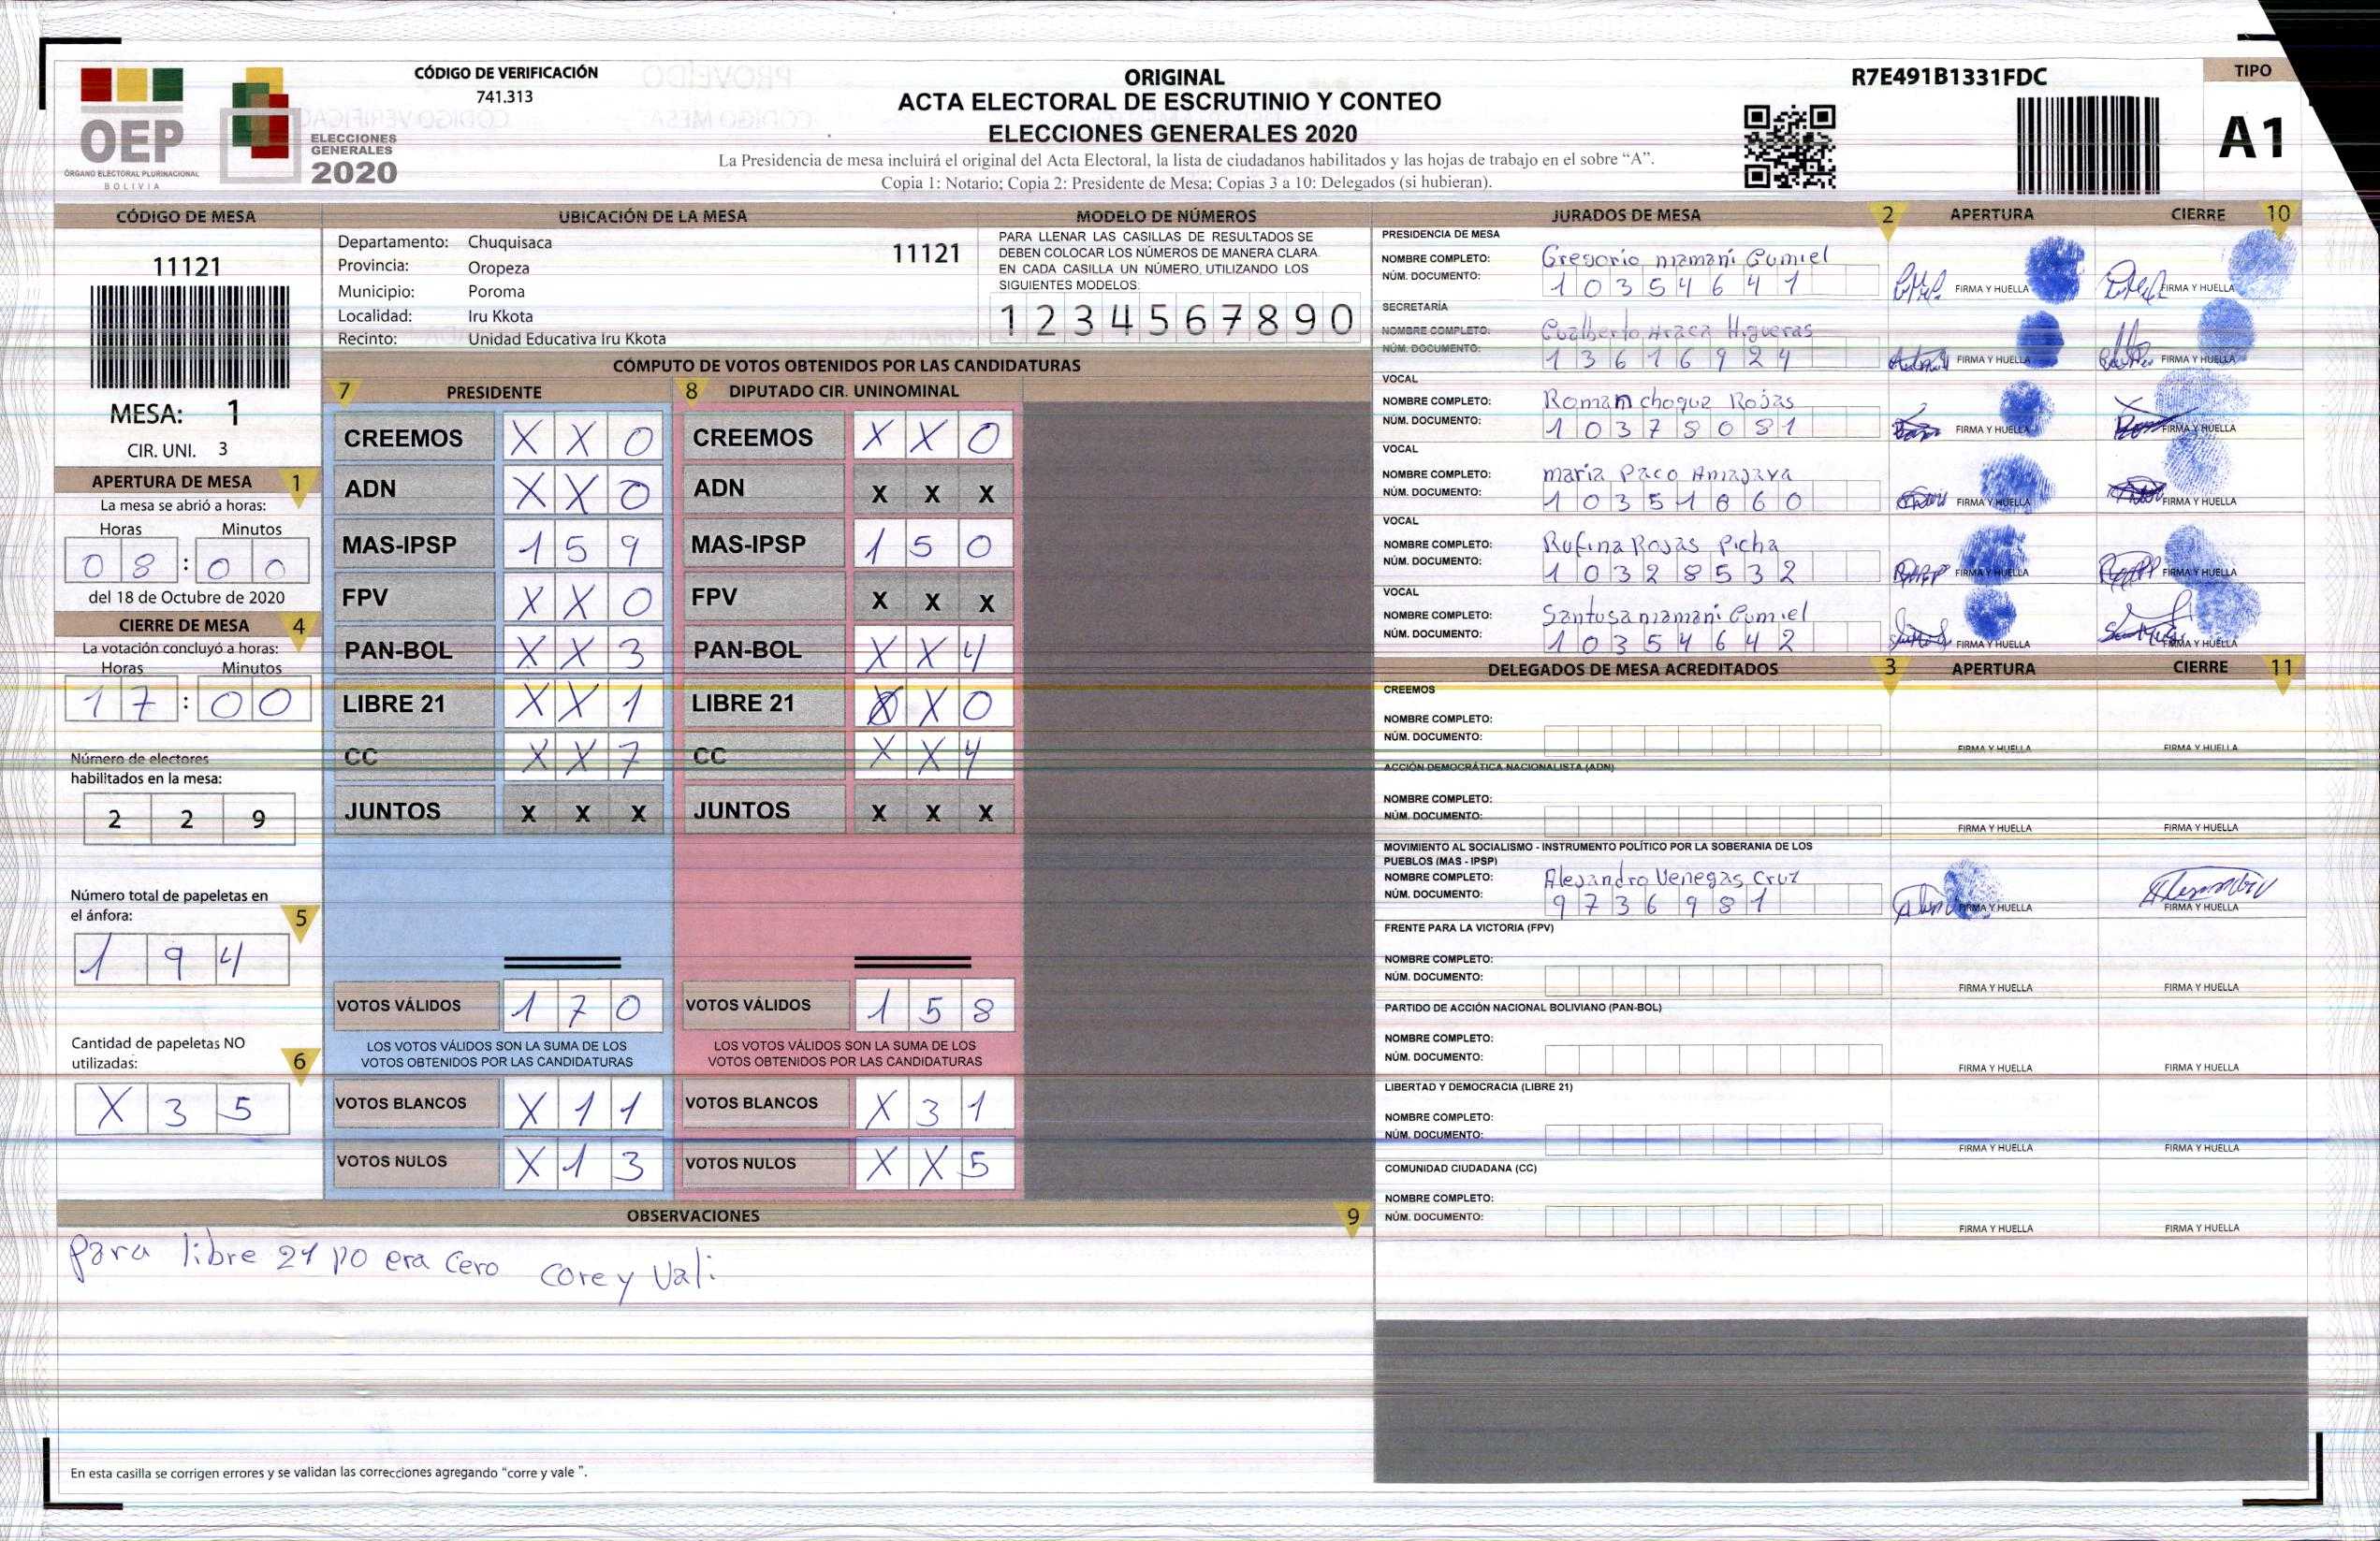 CÓDIGO DE VERIFICACIÓN
741.313
OEP
ÓRGANO ELECTORAL PLURINACIONAL
BOLIVIA
ELECCIONES
GENERALES
2020
ORIGINAL
ACTA ELECTORAL DE ESCRUTINIO Y CONTEO
ELECCIONES GENERALES 2020
La Presidencia de mesa incluirá el original del Acta Electoral, la lista de ciudadanos habilitados y las hojas de trabajo en el sobre “A”.
Copia 1: Notario; Copia 2: Presidente de Mesa; Copias 3 a 10: Delegados (si hubieran).
R7E491B1331FDC
TIPO
A1
CÓDIGO DE MESA
11121
MESA: 1
CIR. UNI. 3
APERTURA DE MESA 1
La mesa se abrió a horas:
Horas Minutos
08:00
del 18 de Octubre de 2020
CIERRE DE MESA 4
La votación concluyó a horas:
Horas Minutos
17:00
Número de electores
habilitados en la mesa:
2 2 9
Número total de papeletas en
el ánfora: 5
1 9 4
Cantidad de papeletas NO
utilizadas: 6
X 3 5
UBICACIÓN DE LA MESA
Departamento: Chuquisaca 11121
Provincia: Oropeza
Municipio: Poroma
Localidad: Iru Kkota
Recinto: Unidad Educativa Iru Kkota
MODELO DE NÚMEROS
PARA LLENAR LAS CASILLAS DE RESULTADOS SE
DEBEN COLOCAR LOS NÚMEROS DE MANERA CLARA
EN CADA CASILLA UN NÚMERO, UTILIZANDO LOS
SIGUIENTES MODELOS:
1 2 3 4 5 6 7 8 9 0
CÓMPUTO DE VOTOS OBTENIDOS POR LAS CANDIDATURAS
7 PRESIDENTE 8 DIPUTADO CIR. UNINOMINAL
CREEMOS X X 0 CREEMOS X X 0
ADN X X 0 ADN X X X
MAS-IPSP 1 5 9 MAS-IPSP 1 5 0
FPV X X 0 FPV X X X
PAN-BOL X X 3 PAN-BOL X X 4
LIBRE 21 X X 1 LIBRE 21 X X 0
CC X X 7 CC X X 4
JUNTOS X X X JUNTOS X X X
VOTOS VÁLIDOS 1 7 0 VOTOS VÁLIDOS 1 5 8
LOS VOTOS VÁLIDOS SON LA SUMA DE LOS LOS VOTOS VÁLIDOS SON LA SUMA DE LOS
VOTOS OBTENIDOS POR LAS CANDIDATURAS VOTOS OBTENIDOS POR LAS CANDIDATURAS
VOTOS BLANCOS X 1 1 VOTOS BLANCOS X 3 1
VOTOS NULOS X 1 3 VOTOS NULOS X X 5
OBSERVACIONES 9
para libre 21 no era cero core y Vali
En esta casilla se corrigen errores y se validan las correcciones agregando “corre y vale ”.
JURADOS DE MESA 2 APERTURA CIERRE 10
PRESIDENCIA DE MESA
NOMBRE COMPLETO: Gregorio mamani Gumiel
NÚM. DOCUMENTO: 10354641 FIRMA Y HUELLA FIRMA Y HUELLA
SECRETARÍA
NOMBRE COMPLETO: Gualberto Araca Higueras
NÚM. DOCUMENTO: 13616924 FIRMA Y HUELLA FIRMA Y HUELLA
VOCAL
NOMBRE COMPLETO: Roman choque Rojas
NÚM. DOCUMENTO: 10378081 FIRMA Y HUELLA FIRMA Y HUELLA
VOCAL
NOMBRE COMPLETO: maria Paco
NÚM. DOCUMENTO: FIRMA Y HUELLA FIRMA Y HUELLA
VOCAL
NOMBRE COMPLETO: Rufina Rojas Picha
NÚM. DOCUMENTO: 10328532 FIRMA Y HUELLA FIRMA Y HUELLA
VOCAL
NOMBRE COMPLETO: Santusa mamani Gumiel
NÚM. DOCUMENTO: 10354642 FIRMA Y HUELLA FIRMA Y HUELLA
DELEGADOS DE MESA ACREDITADOS 3 APERTURA CIERRE 11
CREEMOS
NOMBRE COMPLETO:
NÚM. DOCUMENTO: FIRMA Y HUELLA FIRMA Y HUELLA
ACCIÓN DEMOCRÁTICA NACIONALISTA (ADN)
NOMBRE COMPLETO:
NÚM. DOCUMENTO: FIRMA Y HUELLA FIRMA Y HUELLA
MOVIMIENTO AL SOCIALISMO - INSTRUMENTO POLÍTICO POR LA SOBERANIA DE LOS
PUEBLOS (MAS - IPSP)
NOMBRE COMPLETO: Alejandro Venegas Cruz
NÚM. DOCUMENTO: 9736981 FIRMA Y HUELLA FIRMA Y HUELLA
FRENTE PARA LA VICTORIA (FPV)
NOMBRE COMPLETO:
NÚM. DOCUMENTO: FIRMA Y HUELLA FIRMA Y HUELLA
PARTIDO DE ACCIÓN NACIONAL BOLIVIANO (PAN-BOL)
NOMBRE COMPLETO:
NÚM. DOCUMENTO: FIRMA Y HUELLA FIRMA Y HUELLA
LIBERTAD Y DEMOCRACIA (LIBRE 21)
NOMBRE COMPLETO:
NÚM. DOCUMENTO: FIRMA Y HUELLA FIRMA Y HUELLA
COMUNIDAD CIUDADANA (CC)
NOMBRE COMPLETO:
NÚM. DOCUMENTO: FIRMA Y HUELLA FIRMA Y HUELLA